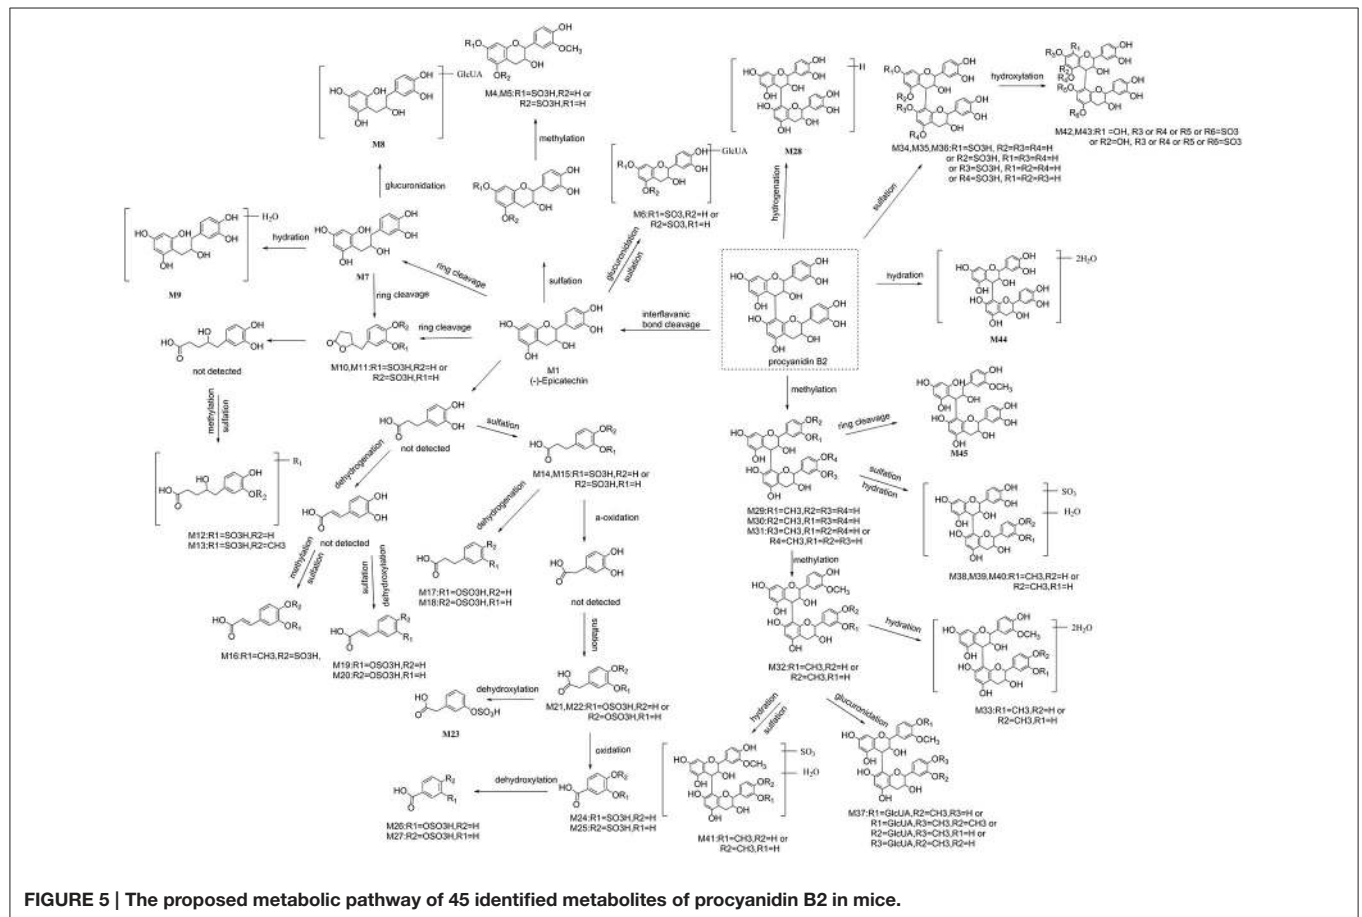 M4,M5:R1=SO3H,R2=H or
R2=SO3H,R1=H
GlcUA
M8
methylation
glucuronidation
H2O
M9
hydration
M7
ring cleavage
sulfation
glucuronidation
sulfation
GlcUA
M6:R1=SO3,R2=H or
R2=SO3,R1=H
H
M28
hydrogenation
M34,M35,M36:R1=SO3H, R2=R3=R4=H
or R2=SO3H, R1=R3=R4=H
or R3=SO3H, R1=R2=R4=H
or R4=SO3H, R1=R2=R3=H
hydroxylation
M42,M43:R1 =OH, R3 or R4 or R5 or R6=SO3
or R2=OH, R3 or R4 or R5 or R6=SO3
sulfation
procyanidin B2
hydration
2H2O
M44
interflavanic
bond cleavage
M1
(-)-Epicatechin
ring cleavage
ring cleavage
M10,M11:R1=SO3H,R2=H or
R2=SO3H,R1=H
not detected
methylation
sulfation
R1
M12:R1=SO3H,R2=H
M13:R1=SO3H,R2=CH3
not detected
sulfation
M14,M15:R1=SO3H,R2=H or
R2=SO3H,R1=H
dehydrogenation
not detected
methylation
sulfation
sulfation
dehydroxylation
M16:R1=CH3,R2=SO3H,
M19:R1=OSO3H,R2=H
M20:R2=OSO3H,R1=H
dehydrogenation
M17:R1=OSO3H,R2=H
M18:R2=OSO3H,R1=H
a-oxidation
not detected
sulfation
M21,M22:R1=OSO3H,R2=H or
R2=OSO3H,R1=H
dehydroxylation
M23
oxidation
M24:R1=SO3H,R2=H
M25:R2=SO3H,R1=H
dehydroxylation
M26:R1=OSO3H,R2=H
M27:R2=OSO3H,R1=H
methylation
M29:R1=CH3,R2=R3=R4=H
M30:R2=CH3,R1=R3=R4=H
M31:R3=CH3,R1=R2=R4=H or
R4=CH3,R1=R2=R3=H
ring cleavage
M45
sulfation
hydration
SO3
H2O
M38,M39,M40:R1=CH3,R2=H or
R2=CH3,R1=H
methylation
M32:R1=CH3,R2=H or
R2=CH3,R1=H
hydration
2H2O
M33:R1=CH3,R2=H or
R2=CH3,R1=H
hydration
sulfation
SO3
H2O
M41:R1=CH3,R2=H or
R2=CH3,R1=H
glucuronidation
M37:R1=GlcUA,R2=CH3,R3=H or
R1=GlcUA,R3=CH3,R2=CH3 or
R2=GlcUA,R3=CH3,R1=H or
R3=GlcUA,R2=CH3,R2=H
FIGURE 5 | The proposed metabolic pathway of 45 identified metabolites of procyanidin B2 in mice.